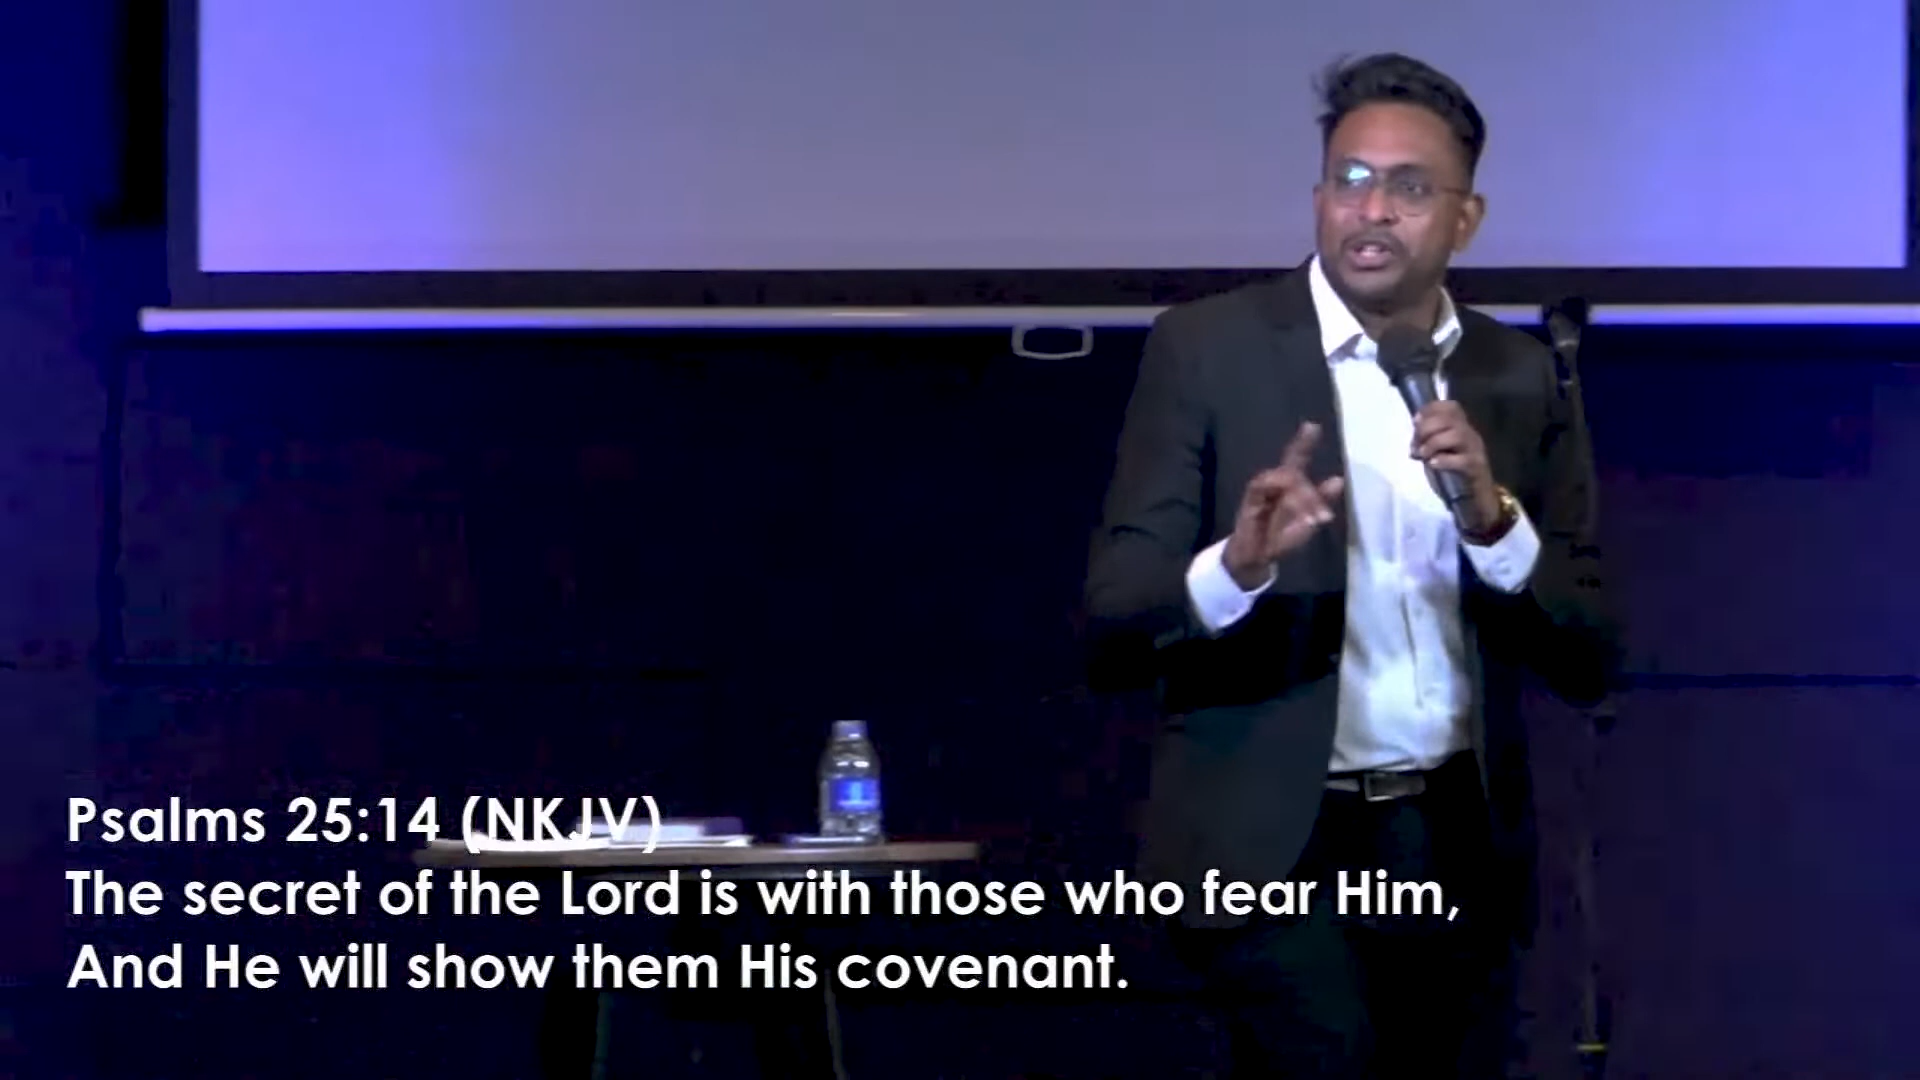 Psalms 25:14 (NKJV)
The secret of the Lord is with those who fear Him,
And He will show them His covenant.